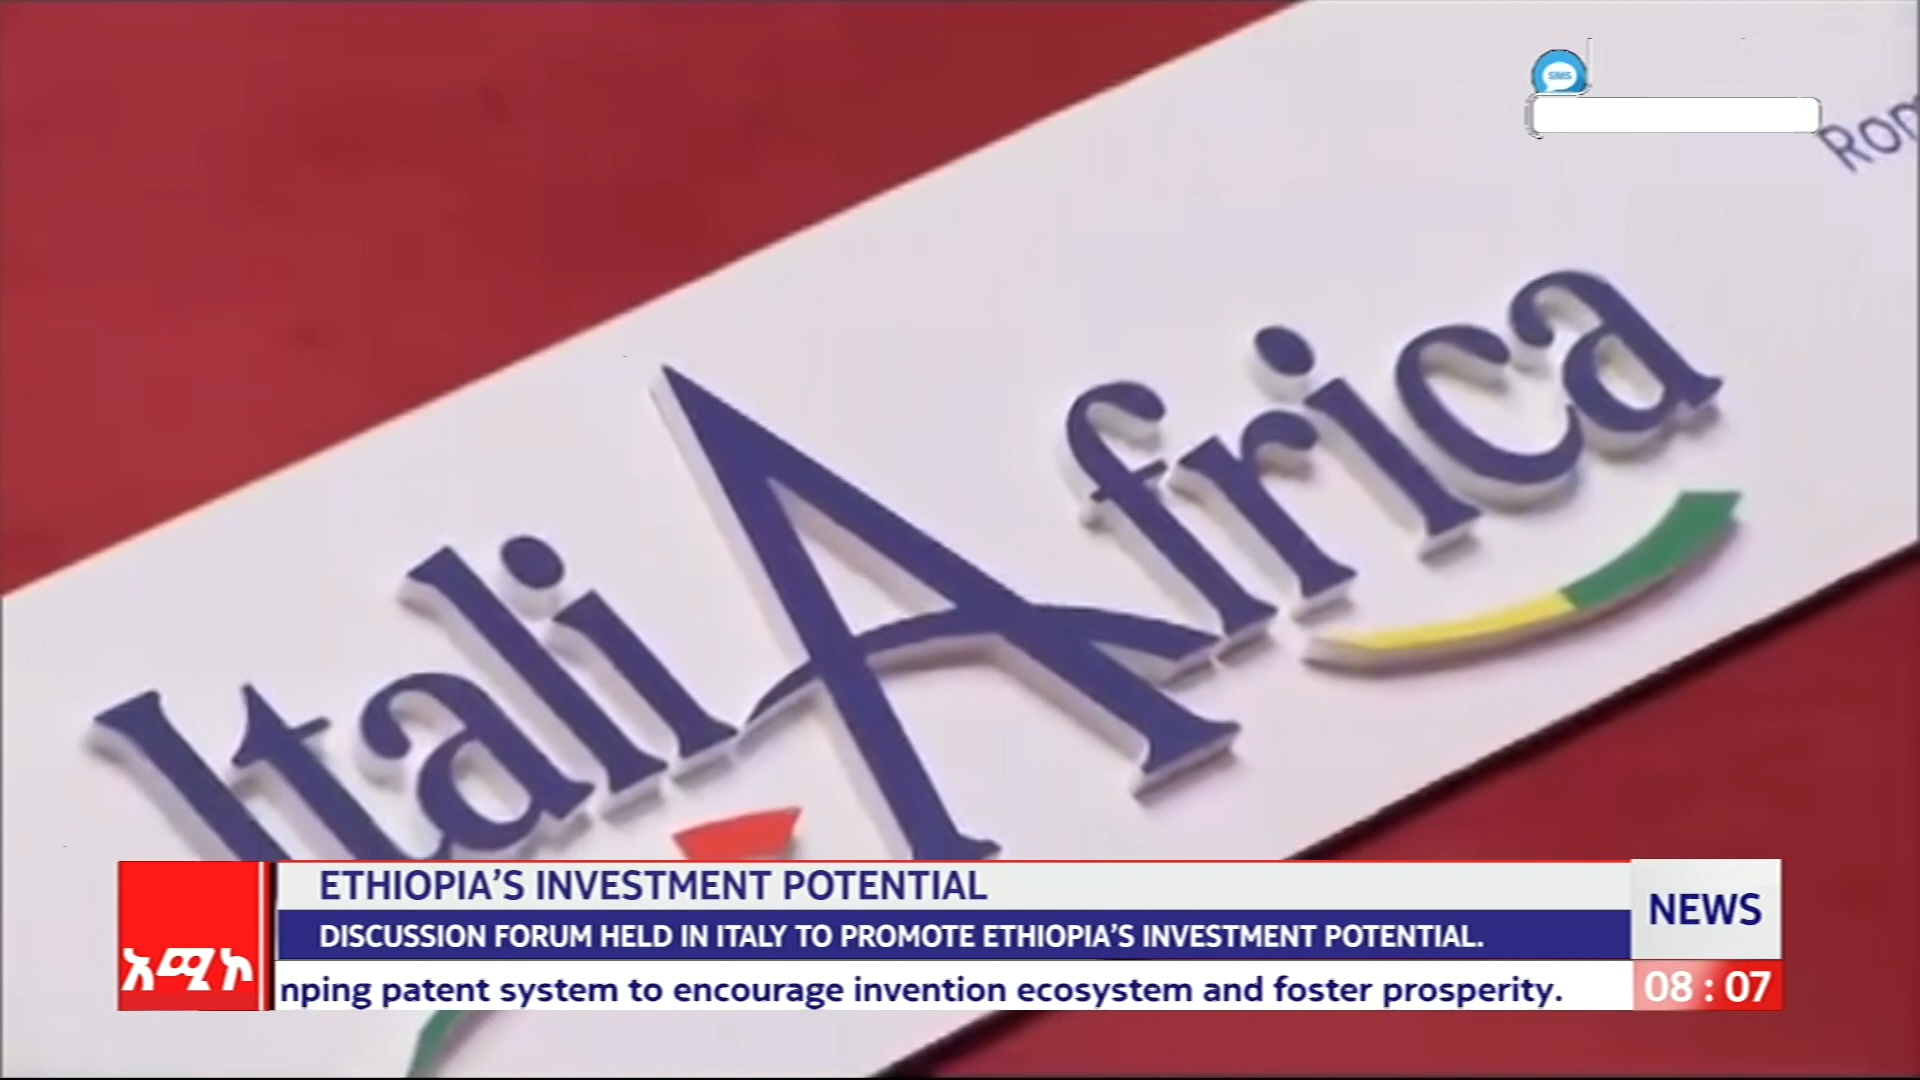 SMS
ItaliAfrica
ETHIOPIA'S INVESTMENT POTENTIAL
DISCUSSION FORUM HELD IN ITALY TO PROMOTE ETHIOPIA'S INVESTMENT POTENTIAL.
NEWS
አሚኮ
nping patent system to encourage invention ecosystem and foster prosperity.
08 : 07